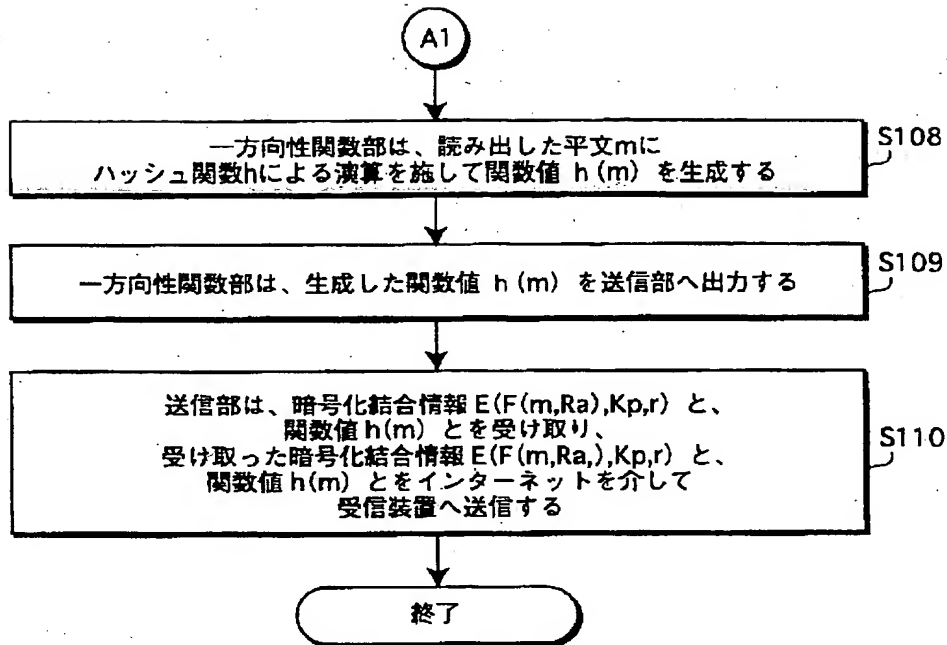 A1
一方向性関数部は、読み出した平文mに
ハッシュ関数hによる演算を施して関数値 h (m) を生成する
S108
一方向性関数部は、生成した関数値 h (m) を送信部へ出力する
S109
送信部は、暗号化結合情報 E(F(m,Ra),Kp,r) と、
関数値 h(m) とを受け取り、
受け取った暗号化結合情報 E(F(m,Ra,),Kp,r) と、
関数値 h(m) とをインターネットを介して
受信装置へ送信する
S110
終了